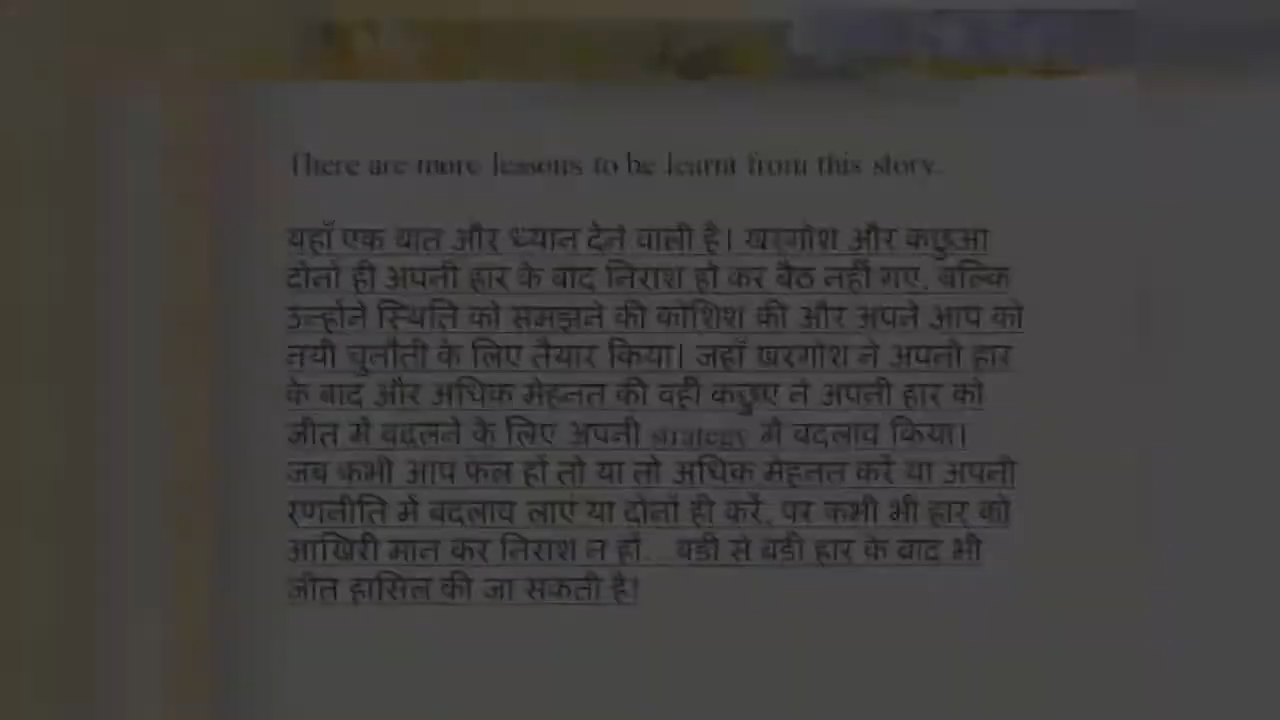 There are more lessons to be learnt from this story.
यहाँ एक बात और ध्यान देने वाली है। खरगोश और कछुआ
दोनों ही अपनी हार के बाद निराश हो कर बैठ नहीं गए, बल्कि
उन्होंने स्थिति को समझने की कोशिश की और अपने आप को
नयी चुनौती के लिए तैयार किया। जहाँ खरगोश ने अपनी हार
के बाद और अधिक मेहनत की वहीं कछुए ने अपनी हार को
जीत में बदलने के लिए अपनी strategy में बदलाव किया।
जब कभी आप फेल हों तो या तो अधिक मेहनत करें या अपनी
रणनीति में बदलाव लाएं या दोनों ही करें, पर कभी भी हार को
आखिरी मान कर निराश न हों… बड़ी से बड़ी हार के बाद भी
जीत हासिल की जा सकती है!